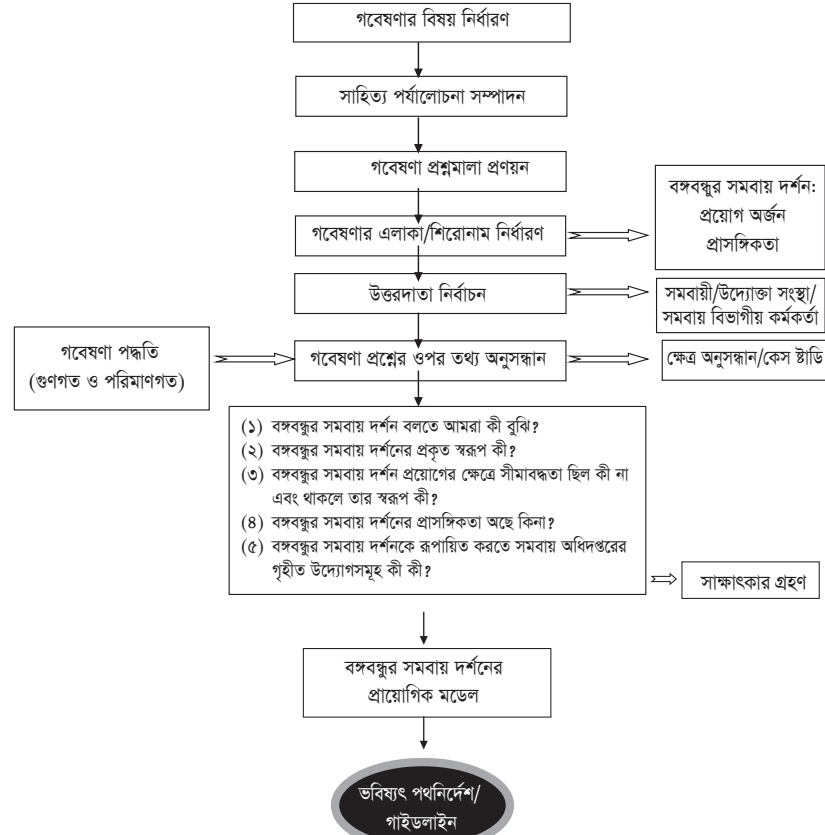 গবেষণার বিষয় নির্ধারণ
সাহিত্য পর্যালোচনা সম্পাদন
গবেষণা প্রশ্নমালা প্রণয়ন
গবেষণার এলাকা/শিরোনাম নির্ধারণ
বঙ্গবন্ধুর সমবায় দর্শন:
প্রয়োগ অর্জন
প্রাসঙ্গিকতা
উত্তরদাতা নির্বাচন
সমবায়ী/উদ্যোক্তা সংস্থা/
সমবায় বিভাগীয় কর্মকর্তা
গবেষণা পদ্ধতি
(গুণগত ও পরিমাণগত)
গবেষণা প্রশ্নের ওপর তথ্য অনুসন্ধান
ক্ষেত্র অনুসন্ধান/কেস ষ্টাডি
(১) বঙ্গবন্ধুর সমবায় দর্শন বলতে আমরা কী বুঝি?
(২) বঙ্গবন্ধুর সমবায় দর্শনের প্রকৃত স্বরূপ কী?
(৩) বঙ্গবন্ধুর সমবায় দর্শন প্রয়োগের ক্ষেত্রে সীমাবদ্ধতা ছিল কী না
এবং থাকলে তার স্বরূপ কী?
(৪) বঙ্গবন্ধুর সমবায় দর্শনের প্রাসঙ্গিকতা অছে কিনা?
(৫) বঙ্গবন্ধুর সমবায় দর্শনকে রূপায়িত করতে সমবায় অধিদপ্তরের
গৃহীত উদ্যোগসমূহ কী কী?
সাক্ষাৎকার গ্রহণ
বঙ্গবন্ধুর সমবায় দর্শনের
প্রায়োগিক মডেল
ভবিষ্যৎ পথনির্দেশ/
গাইডলাইন